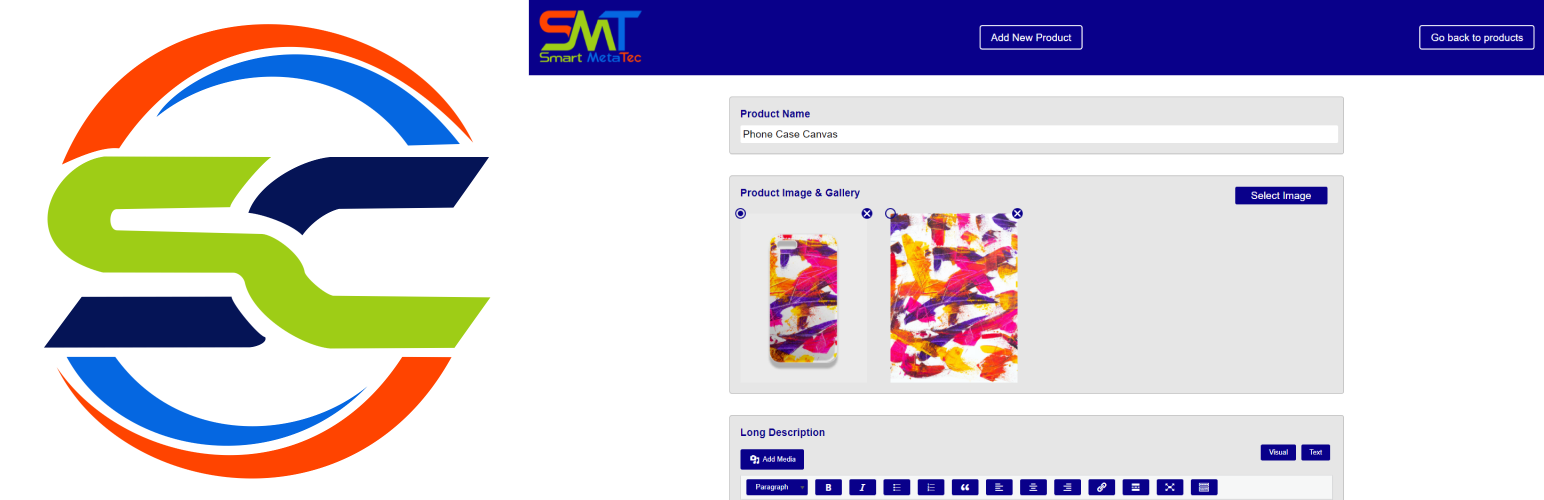 SMT
Smart MetaTec
Add New Product
Go back to products
Product Name
Phone Case Canvas
Product Image & Gallery
Select Image
Long Description
Add Media
Visual
Text
Paragraph
B
I